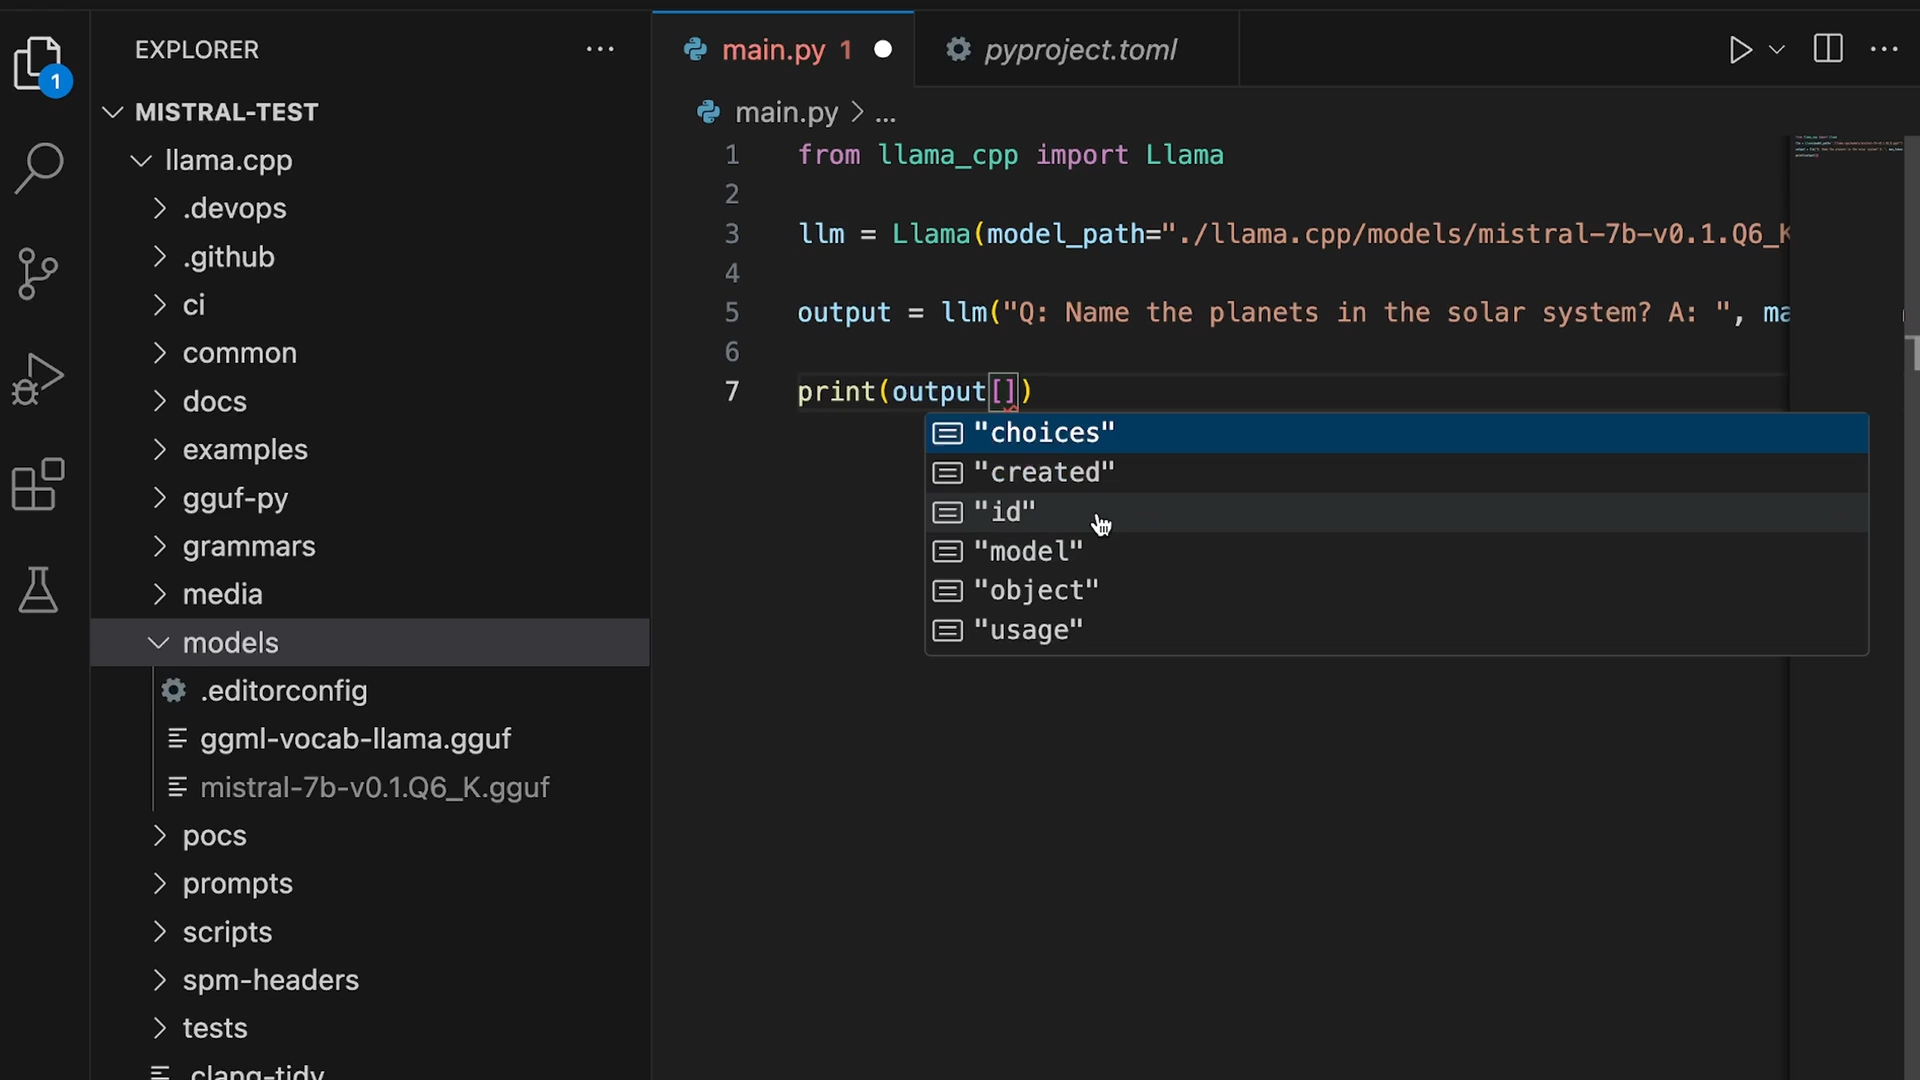 EXPLORER
1
MISTRAL-TEST
llama.cpp
.devops
.github
ci
common
docs
examples
gguf-py
grammars
media
models
.editorconfig
ggml-vocab-llama.gguf
mistral-7b-v0.1.Q6_K.gguf
pocs
prompts
scripts
spm-headers
tests
.clang-tidy
main.py 1
pyproject.toml
main.py > ...
1 from llama_cpp import Llama
2
3 llm = Llama(model_path="./llama.cpp/models/mistral-7b-v0.1.Q6_K
4
5 output = llm("Q: Name the planets in the solar system? A: ", ma
6
7 print(output[])
"choices"
"created"
"id"
"model"
"object"
"usage"